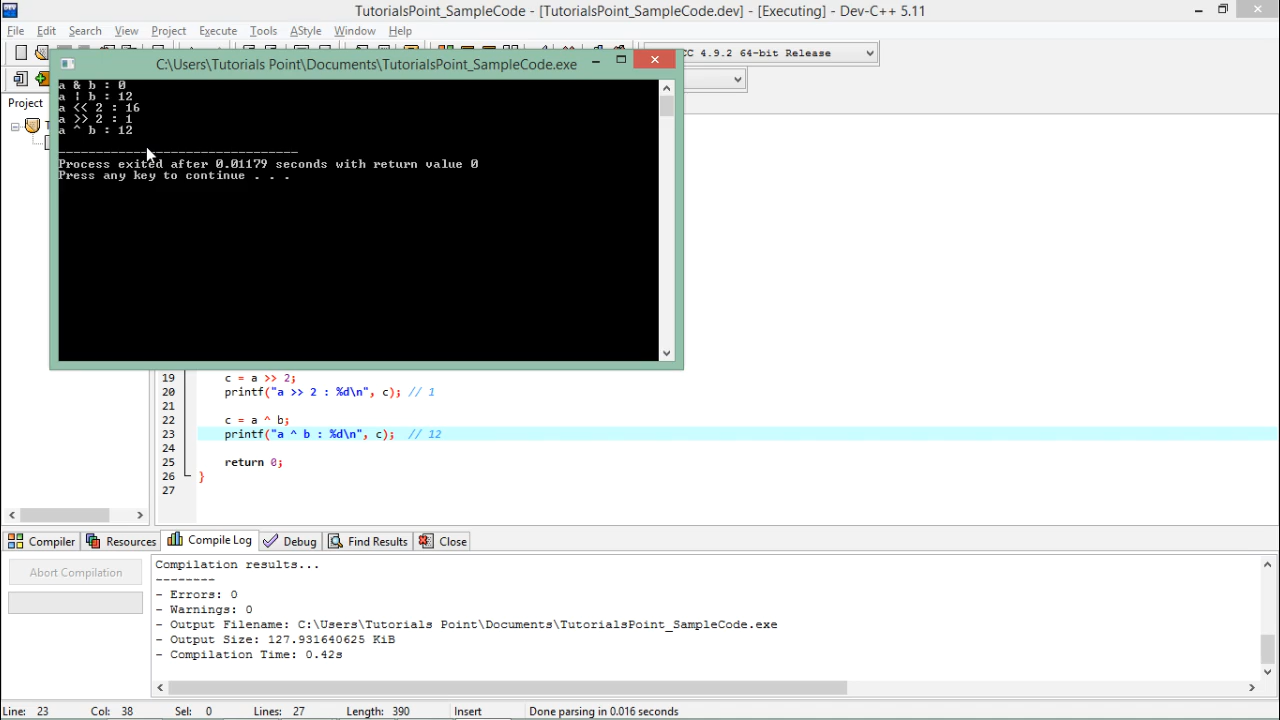 TutorialsPoint_SampleCode - [TutorialsPoint_SampleCode.dev] - [Executing] - Dev-C++ 5.11
File Edit Search View Project Execute Tools AStyle Window Help
CC 4.9.2 64-bit Release
C:\Users\Tutorials Point\Documents\TutorialsPoint_SampleCode.exe
Project
a & b : 0
a | b : 12
a << 2 : 16
a >> 2 : 1
a ^ b : 12
--------------------------------
Process exited after 0.01179 seconds with return value 0
Press any key to continue . . .
19 c = a >> 2;
20 printf("a >> 2 : %d\n", c); // 1
21
22 c = a ^ b;
23 printf("a ^ b : %d\n", c); // 12
24
25 return 0;
26 }
27
Compiler Resources Compile Log Debug Find Results Close
Abort Compilation
Compilation results...
--------
- Errors: 0
- Warnings: 0
- Output Filename: C:\Users\Tutorials Point\Documents\TutorialsPoint_SampleCode.exe
- Output Size: 127.931640625 KiB
- Compilation Time: 0.42s
Line: 23 Col: 38 Sel: 0 Lines: 27 Length: 390 Insert Done parsing in 0.016 seconds